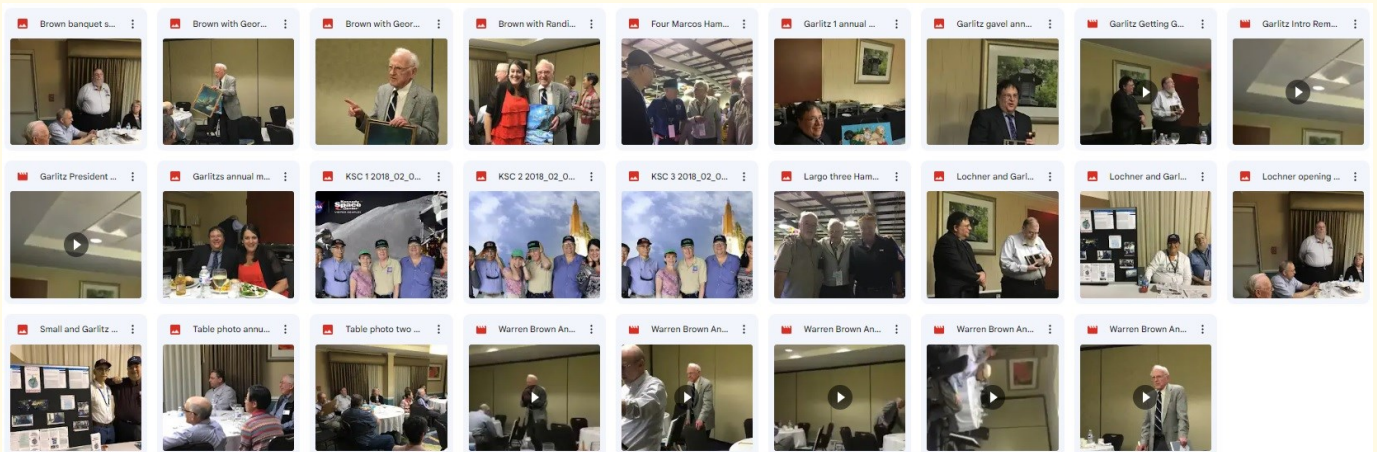 Brown banquet s...
Brown with Geor...
Brown with Geor...
Brown with Randi...
Four Marcos Ham...
Garlitz 1 annual ...
Garlitz gavel ann...
Garlitz Getting G...
Garlitz Intro Rem...
Garlitz President ...
Garlitzs annual m...
KSC 1 2018_02_0...
KSC 2 2018_02_0...
KSC 3 2018_02_0...
Largo three Ham...
Lochner and Garl...
Lochner and Garl...
Lochner opening ...
Kennedy
Space
Center
Small and Garlitz ...
Table photo annu...
Table photo two ...
Warren Brown An...
Warren Brown An...
Warren Brown An...
Warren Brown An...
Warren Brown An...